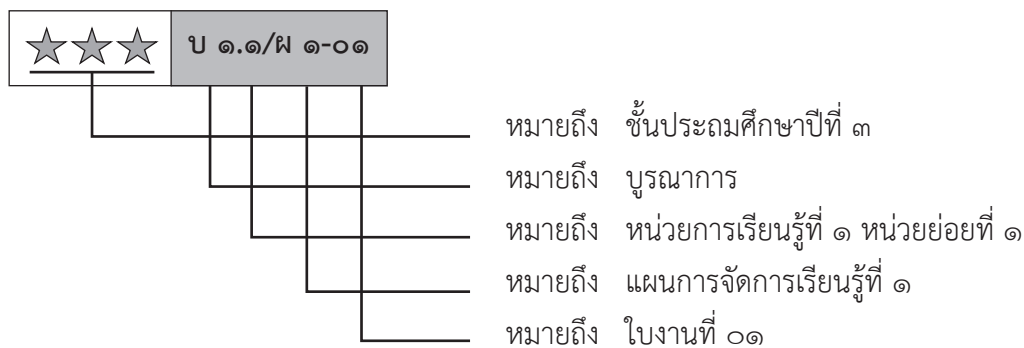 บ ๑.๑/ผ ๑-๐๑
หมายถึง ชั้นประถมศึกษาปีที่ ๓
หมายถึง บูรณาการ
หมายถึง หน่วยการเรียนรู้ที่ ๑ หน่วยย่อยที่ ๑
หมายถึง แผนการจัดการเรียนรู้ที่ ๑
หมายถึง ใบงานที่ ๐๑